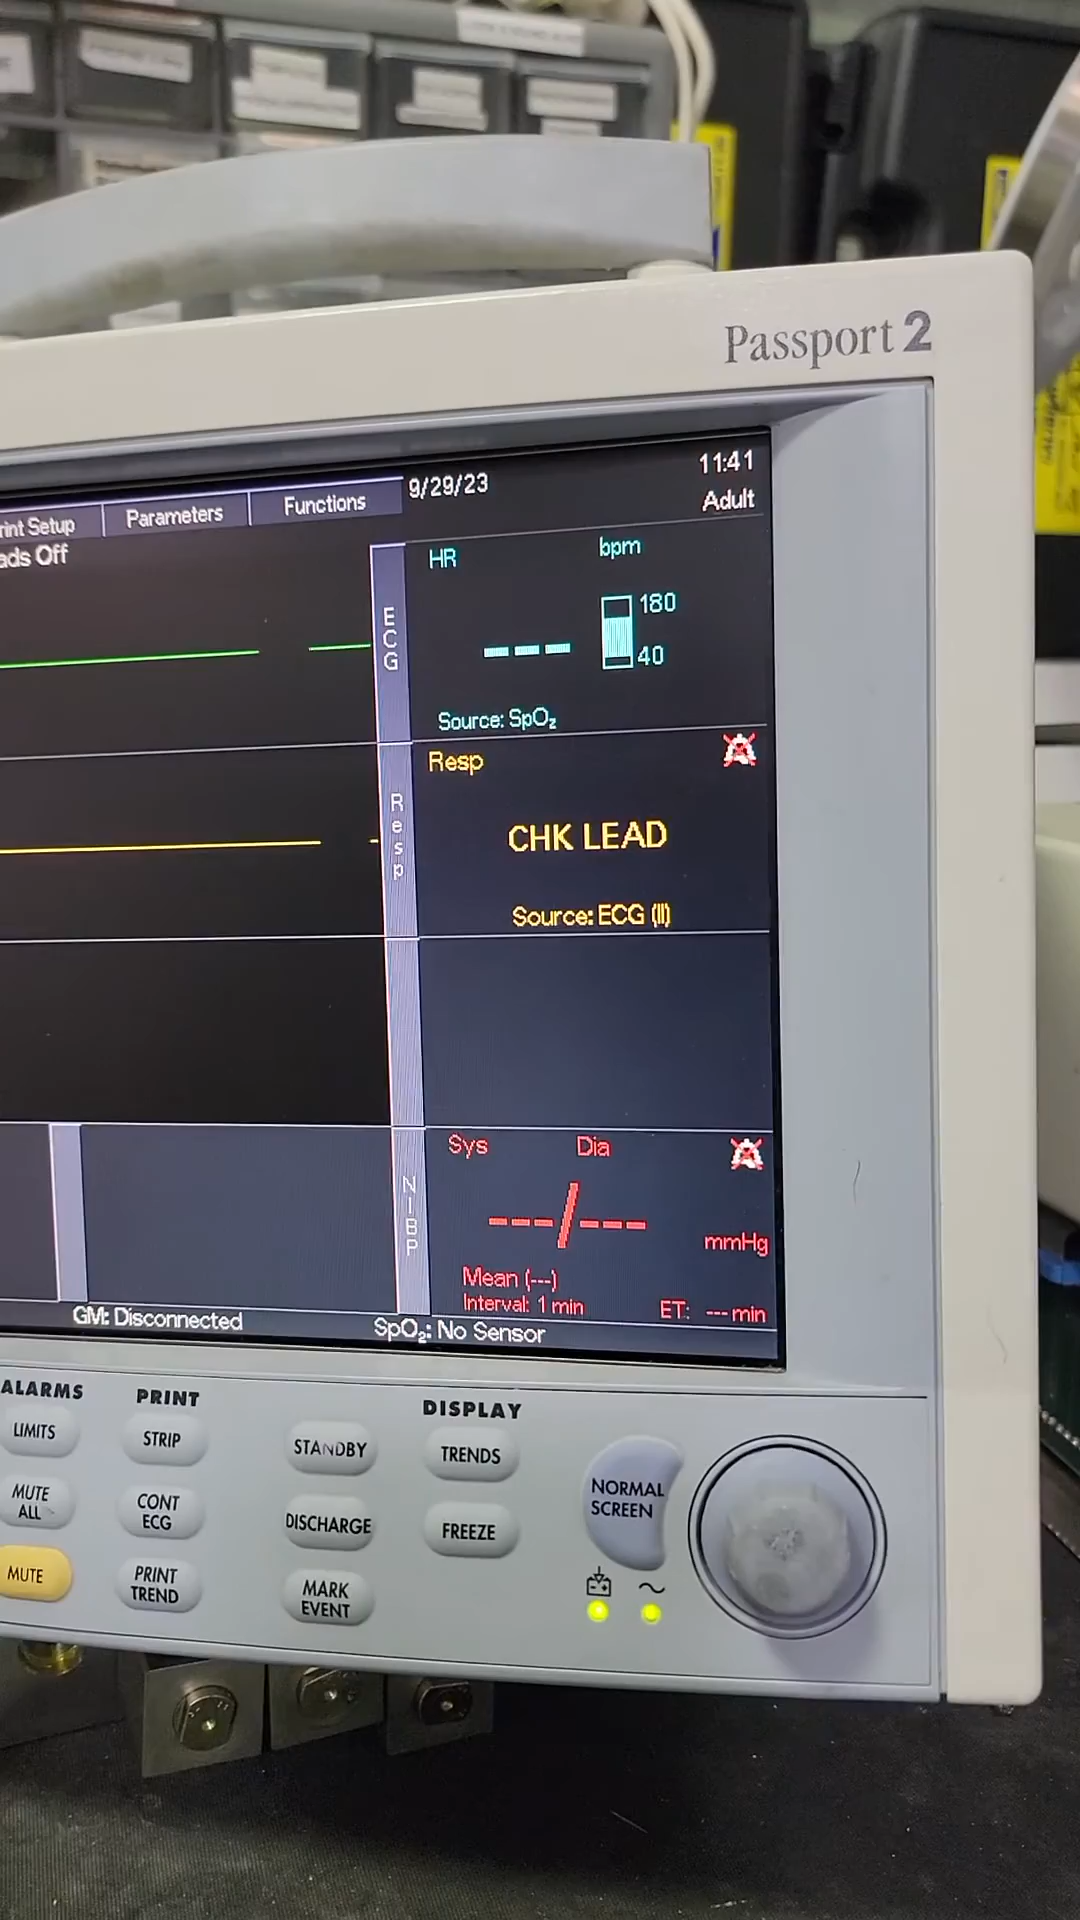 Passport 2
11:41
9/29/23
Adult
rint Setup
Parameters
Functions
ads Off
HR
bpm
ECG
180
40
--- 
Source: SpO₂
Resp
Resp
CHK LEAD
Source: ECG (II)
Sys
Dia
NIBP
---/---
mmHg
Mean (---)
Interval: 1 min
ET: --- min
GM: Disconnected
SpO₂: No Sensor
ALARMS
PRINT
DISPLAY
LIMITS
STRIP
STANDBY
TRENDS
MUTE
ALL
CONT
ECG
DISCHARGE
FREEZE
NORMAL
SCREEN
MUTE
PRINT
TREND
MARK
EVENT